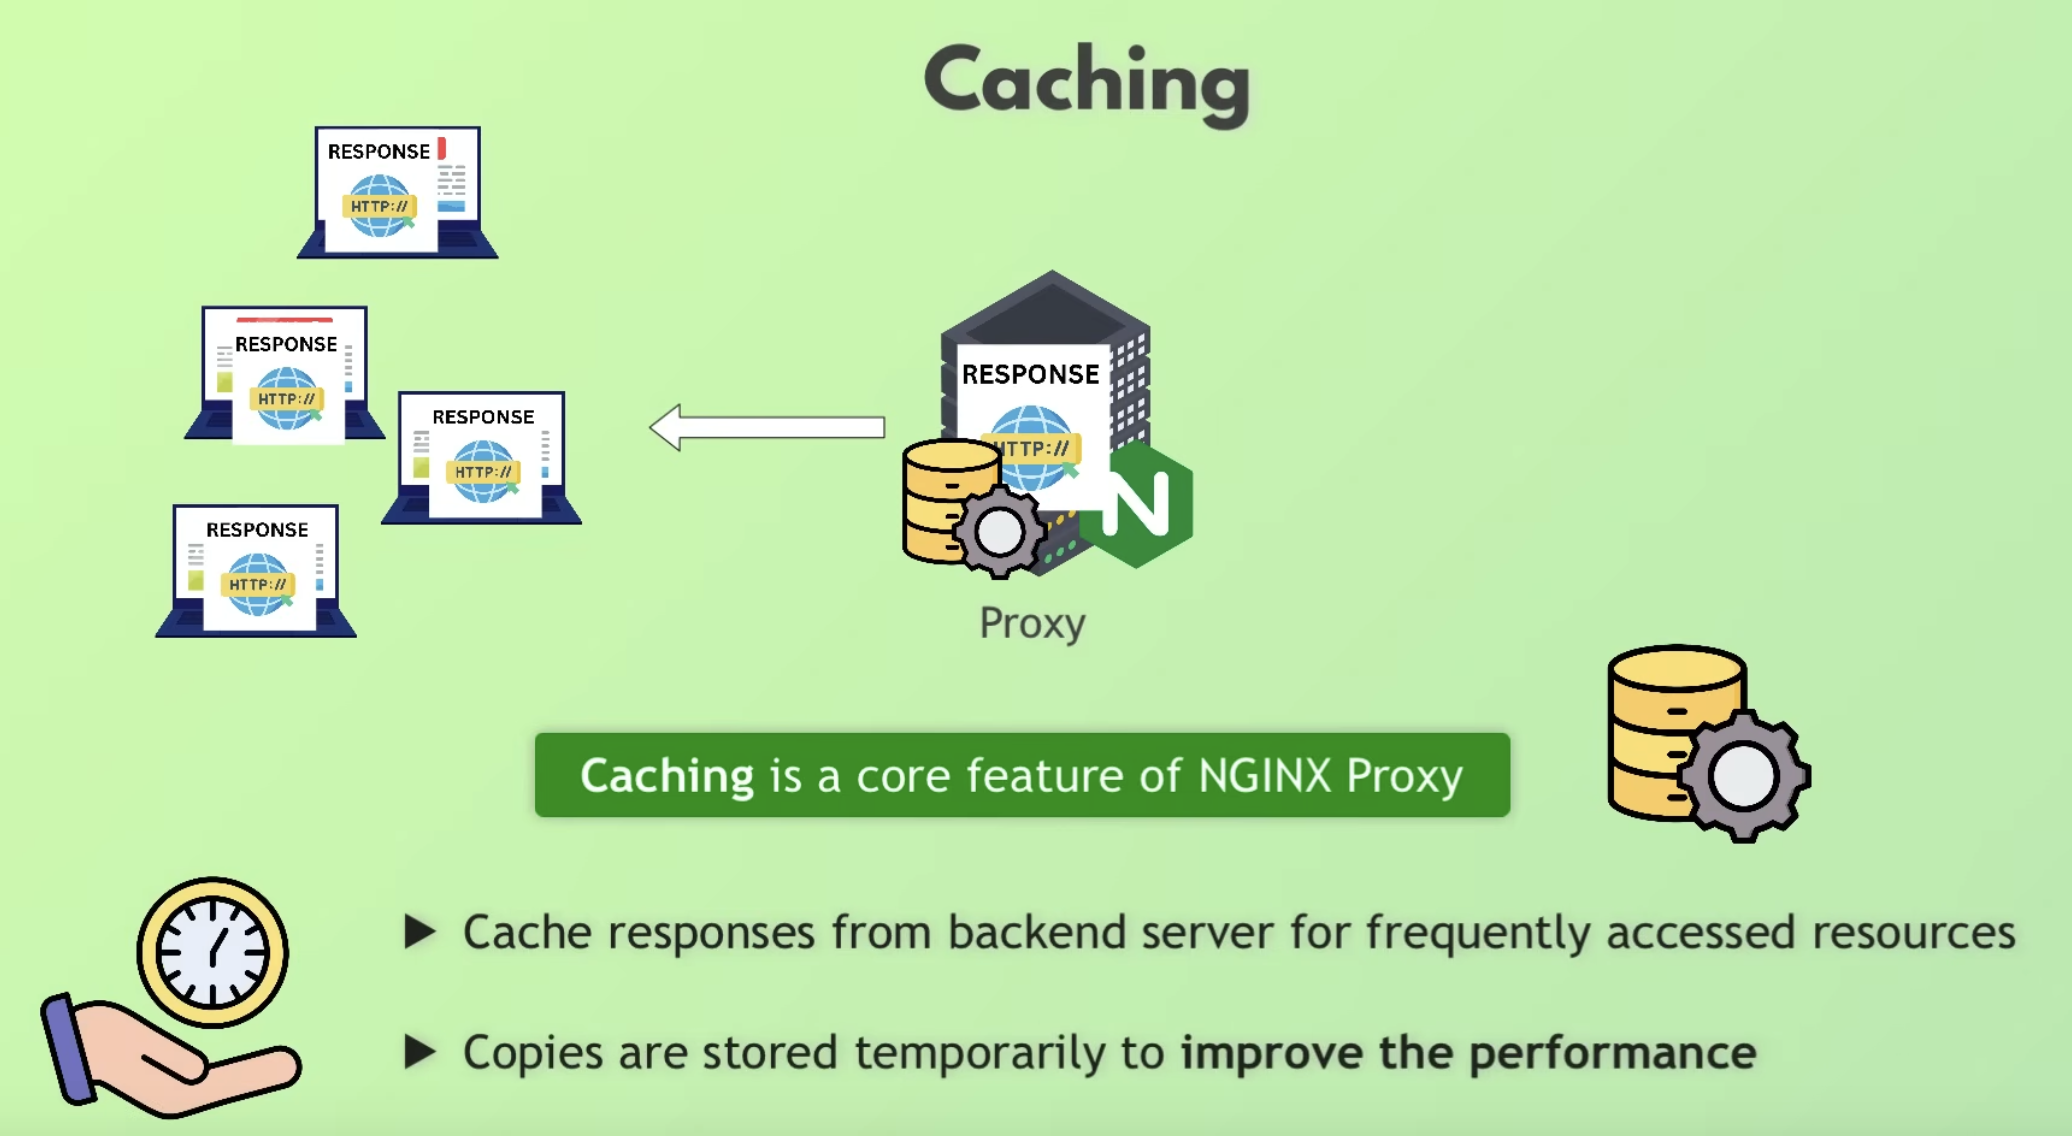 Caching
RESPONSE
HTTP://
RESPONSE
HTTP://
RESPONSE
HTTP://
RESPONSE
HTTP://
RESPONSE
HTTP://
N
Proxy
Caching is a core feature of NGINX Proxy
▶ Cache responses from backend server for frequently accessed resources
▶ Copies are stored temporarily to improve the performance